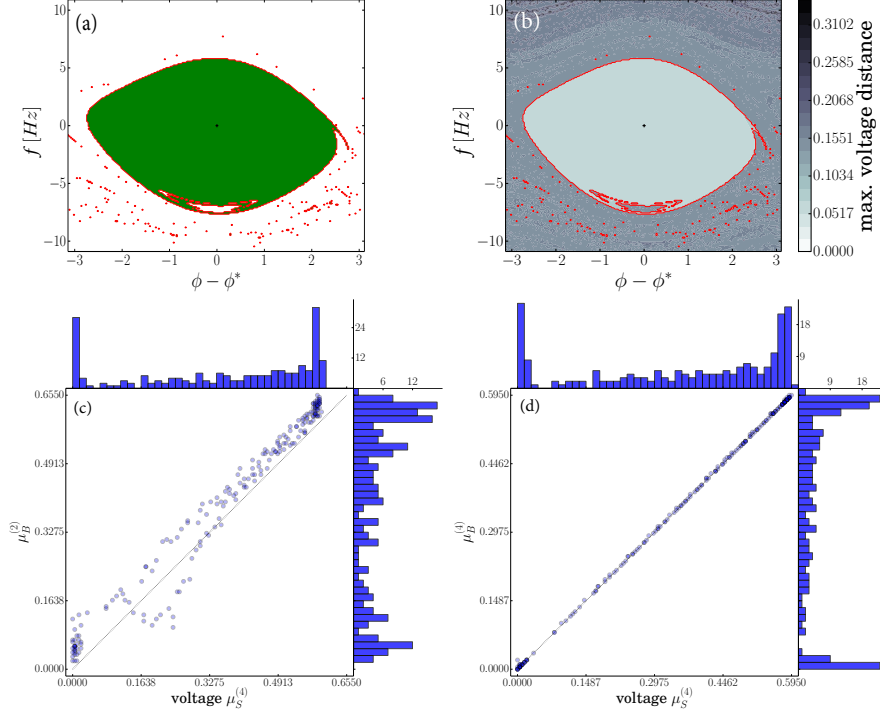 (a)
10
5
0
−5
−10
f [Hz]
−3 −2 −1 0 1 2 3
ϕ − ϕ*
(b)
10
5
0
−5
−10
f [Hz]
−3 −2 −1 0 1 2 3
ϕ − ϕ*
0.3102
0.2585
0.2068
0.1551
0.1034
0.0517
0.0000
max. voltage distance
24
12
6 12
(c)
0.6550
0.4913
0.3275
0.1638
0.0000
μ_B^(2)
0.0000 0.1638 0.3275 0.4913 0.6550
voltage μ_S^(4)
18
9
9 18
(d)
0.5950
0.4462
0.2975
0.1487
0.0000
μ_B^(4)
0.0000 0.1487 0.2975 0.4462 0.5950
voltage μ_S^(4)